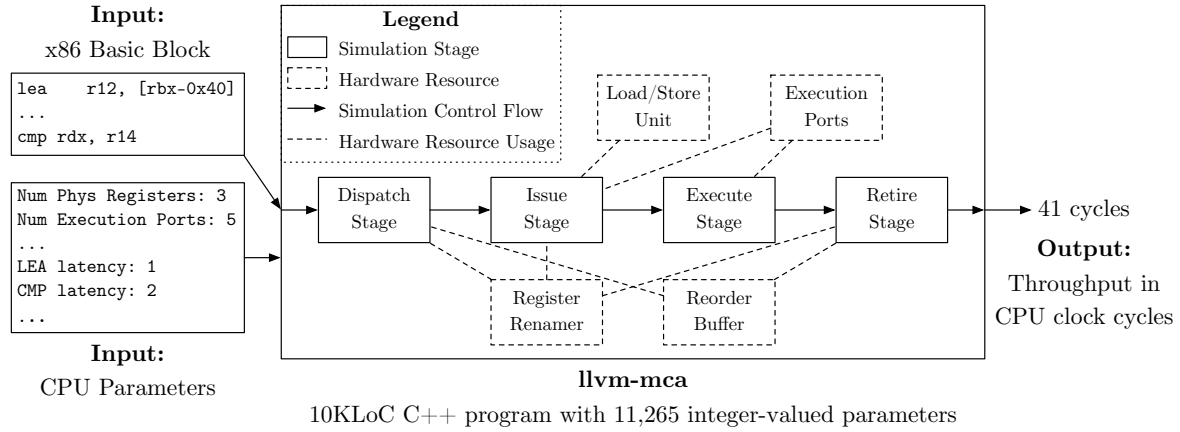 Input:
x86 Basic Block
lea    r12, [rbx-0x40]
...
cmp rdx, r14
Num Phys Registers: 3
Num Execution Ports: 5
...
LEA latency: 1
CMP latency: 2
...
Input:
CPU Parameters
Legend
Simulation Stage
Hardware Resource
Simulation Control Flow
Hardware Resource Usage
Load/Store
Unit
Execution
Ports
Dispatch
Stage
Issue
Stage
Execute
Stage
Retire
Stage
Register
Renamer
Reorder
Buffer
41 cycles
Output:
Throughput in
CPU clock cycles
llvm-mca
10KLoC C++ program with 11,265 integer-valued parameters